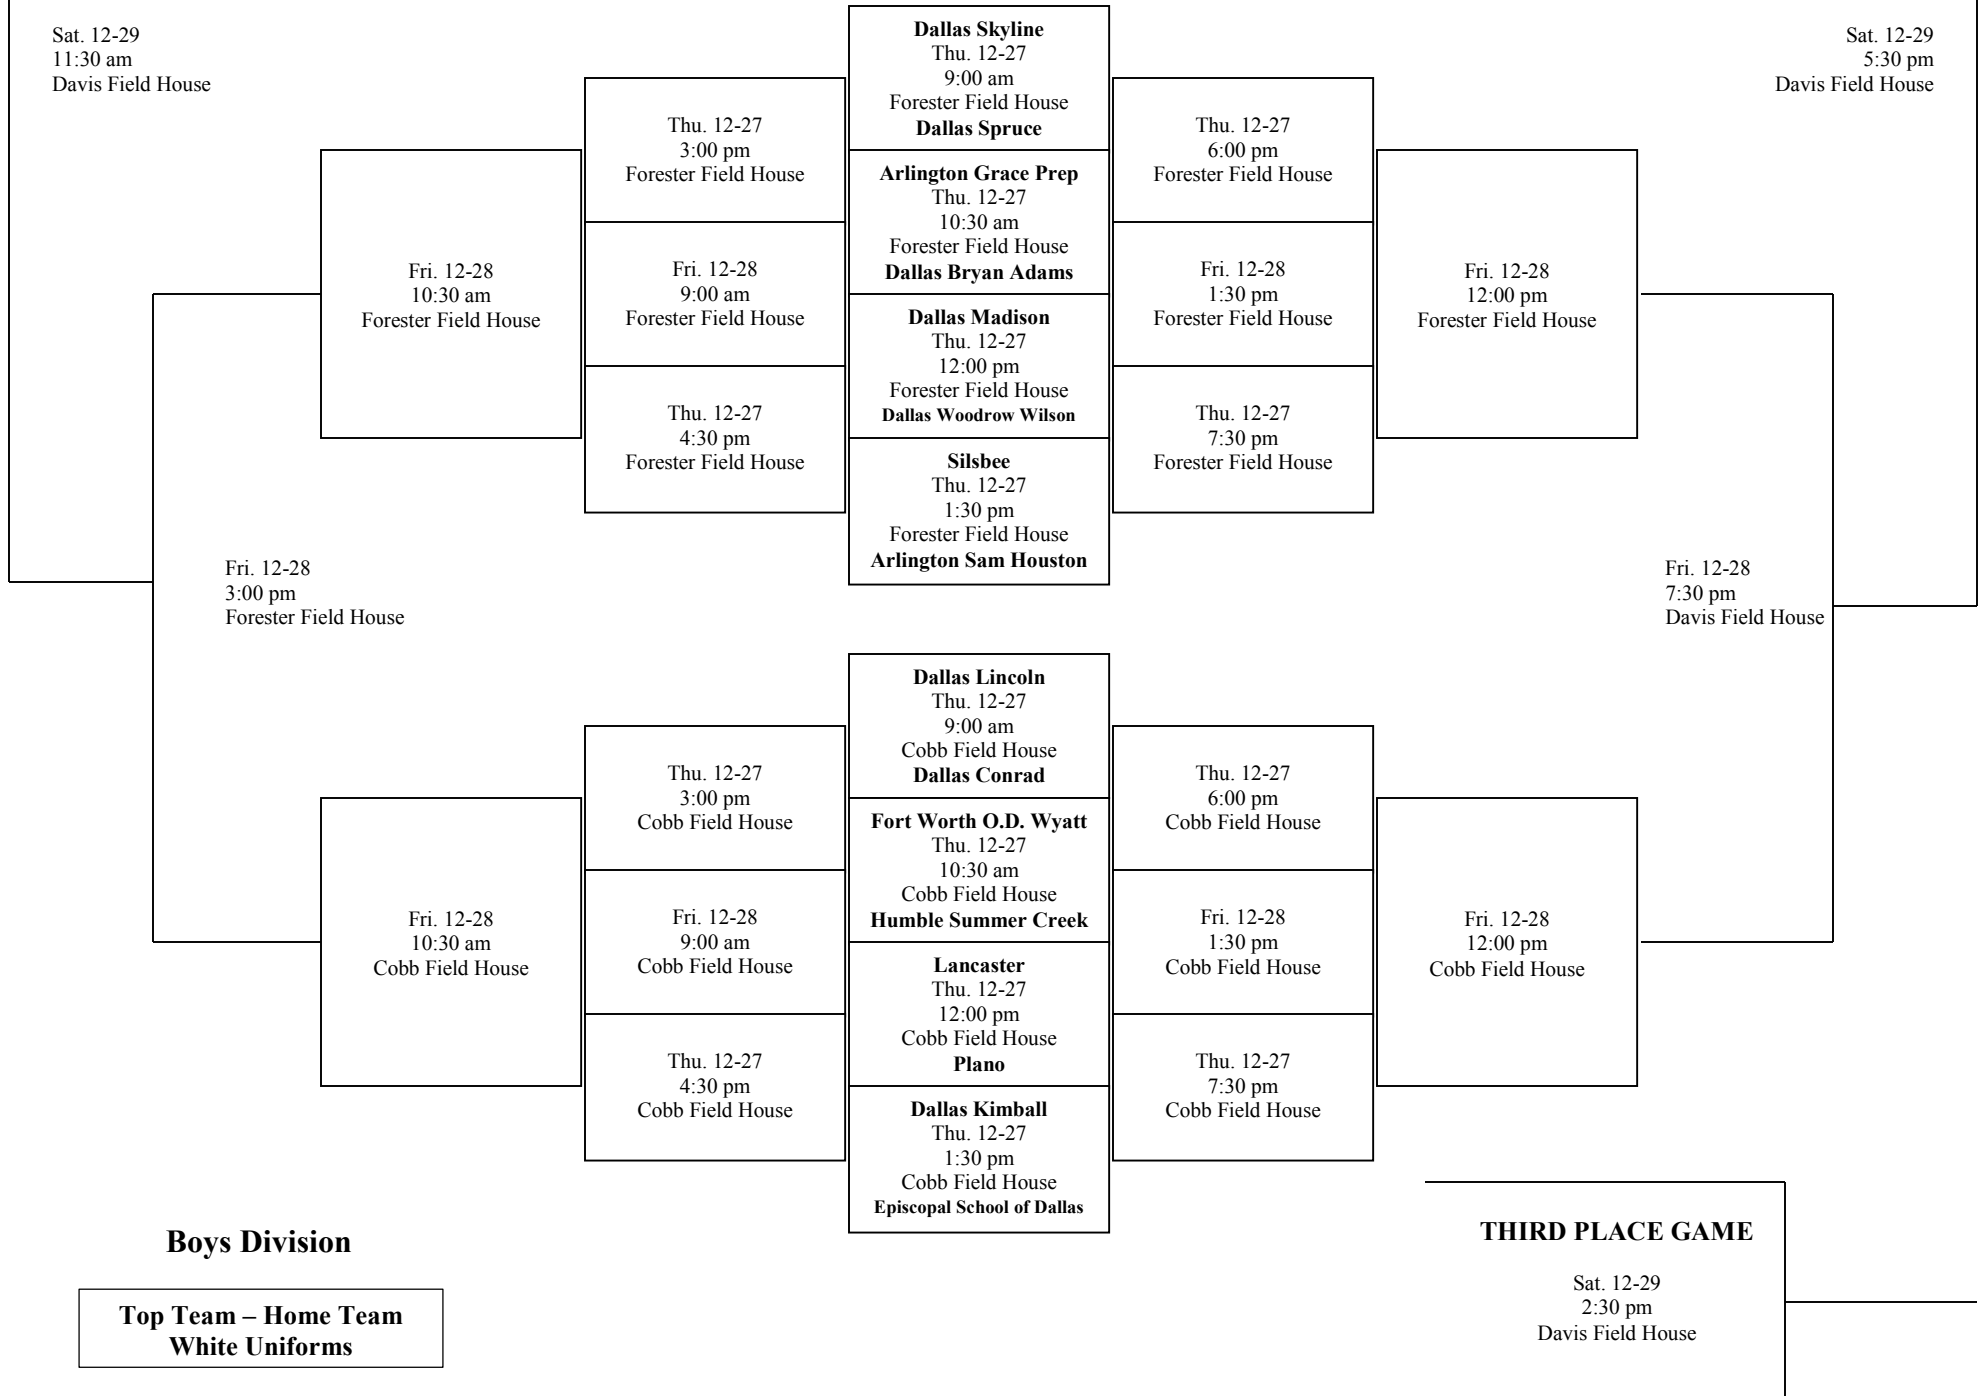 Sat. 12-29
11:30 am
Davis Field House
Sat. 12-29
5:30 pm
Davis Field House
Dallas Skyline
Thu. 12-27
9:00 am
Forester Field House
Dallas Spruce
Thu. 12-27
3:00 pm
Forester Field House
Thu. 12-27
6:00 pm
Forester Field House
Arlington Grace Prep
Thu. 12-27
10:30 am
Forester Field House
Dallas Bryan Adams
Fri. 12-28
10:30 am
Forester Field House
Fri. 12-28
9:00 am
Forester Field House
Fri. 12-28
1:30 pm
Forester Field House
Fri. 12-28
12:00 pm
Forester Field House
Dallas Madison
Thu. 12-27
12:00 pm
Forester Field House
Dallas Woodrow Wilson
Thu. 12-27
4:30 pm
Forester Field House
Thu. 12-27
7:30 pm
Forester Field House
Silsbee
Thu. 12-27
1:30 pm
Forester Field House
Arlington Sam Houston
Fri. 12-28
3:00 pm
Forester Field House
Fri. 12-28
7:30 pm
Davis Field House
Dallas Lincoln
Thu. 12-27
9:00 am
Cobb Field House
Dallas Conrad
Thu. 12-27
3:00 pm
Cobb Field House
Thu. 12-27
6:00 pm
Cobb Field House
Fort Worth O.D. Wyatt
Thu. 12-27
10:30 am
Cobb Field House
Humble Summer Creek
Fri. 12-28
10:30 am
Cobb Field House
Fri. 12-28
9:00 am
Cobb Field House
Fri. 12-28
1:30 pm
Cobb Field House
Fri. 12-28
12:00 pm
Cobb Field House
Lancaster
Thu. 12-27
12:00 pm
Cobb Field House
Plano
Thu. 12-27
4:30 pm
Cobb Field House
Thu. 12-27
7:30 pm
Cobb Field House
Dallas Kimball
Thu. 12-27
1:30 pm
Cobb Field House
Episcopal School of Dallas
Boys Division
Top Team – Home Team
White Uniforms
THIRD PLACE GAME
Sat. 12-29
2:30 pm
Davis Field House